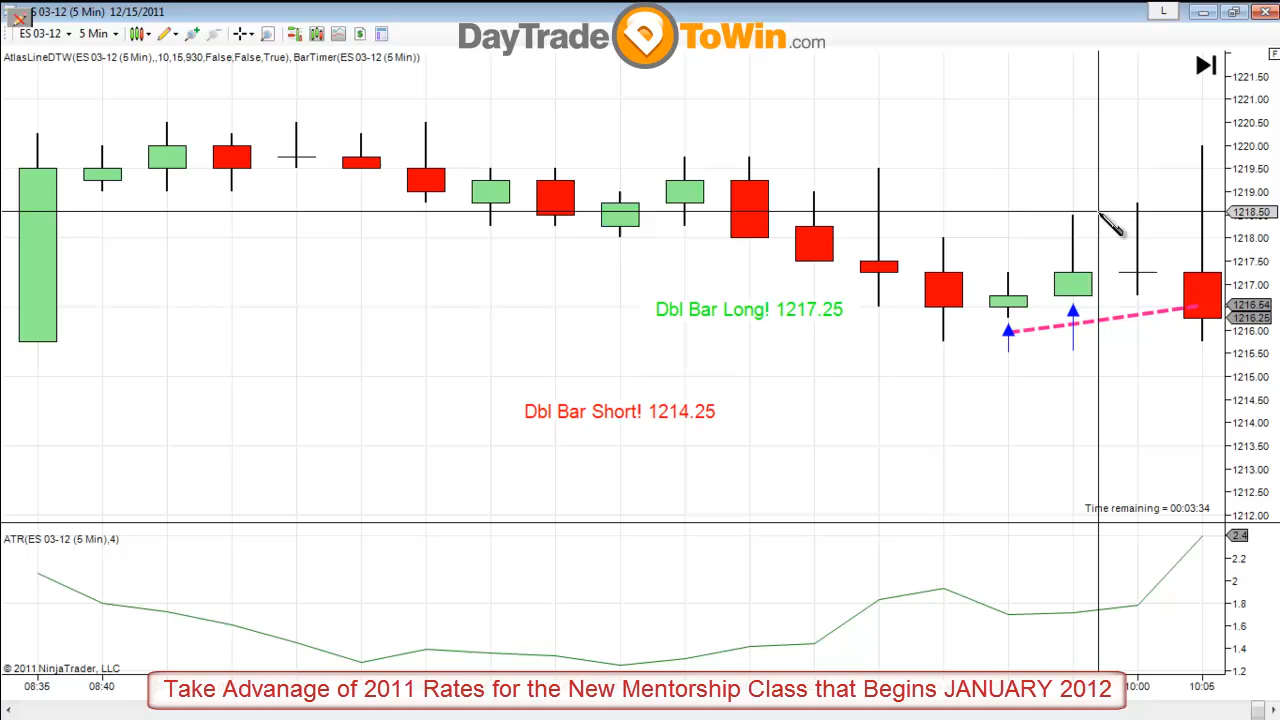 ES 03-12 (5 Min) 12/15/2011
L
ES 03-12 5 Min
DayTradeToWin.com
AtlasLineDTW(ES 03-12 (5 Min),,10,15,930,False,False,True), BarTimer(ES 03-12 (5 Min))
F
1221.50
1221.00
1220.50
1220.00
1219.50
1219.00
1218.50
1218.00
1217.50
1217.00
1216.54
1216.25
1216.00
1215.50
1215.00
1214.50
1214.00
1213.50
1213.00
1212.50
1212.00
Dbl Bar Long! 1217.25
Dbl Bar Short! 1214.25
Time remaining = 00:03:34
ATR(ES 03-12 (5 Min),4)
2.4
2.2
2
1.8
1.6
1.4
1.2
© 2011 NinjaTrader, LLC
08:35 08:40 10:00 10:05
Take Advanage of 2011 Rates for the New Mentorship Class that Begins JANUARY 2012